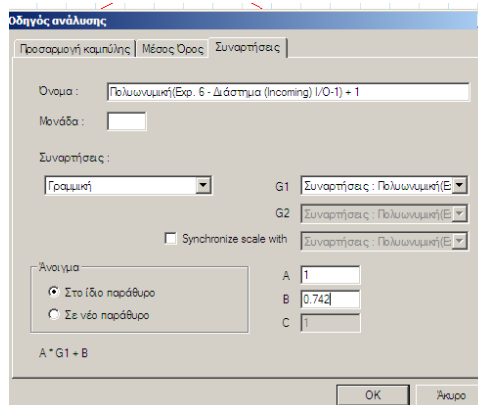 Οδηγός ανάλυσης
Προσαρμογή καμπύλης Μέσος Όρος Συναρτήσεις
Όνομα : Πολυωνυμική(Exp. 6 - Διάστημα (Incoming) I/O-1) + 1
Μονάδα :
Συναρτήσεις :
Γραμμική G1 Συναρτήσεις : Πολυωνυμική(E
G2 Συναρτήσεις : Πολυωνυμική(E
Synchronize scale with Συναρτήσεις : Πολυωνυμική(E
Άνοιγμα
Στο ίδιο παράθυρο
Σε νέο παράθυρο
A 1
B 0.742
C 1
A * G1 + B
OK Άκυρο